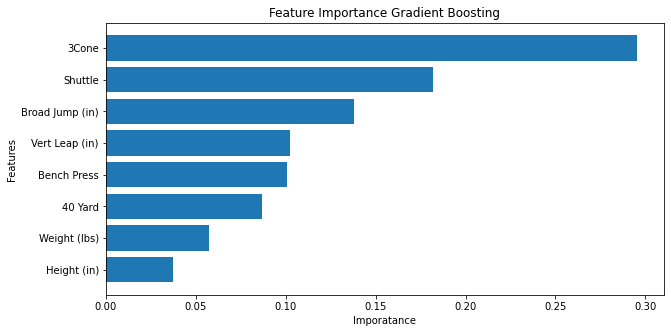 Feature Importance Gradient Boosting
Features
3Cone
Shuttle
Broad Jump (in)
Vert Leap (in)
Bench Press
40 Yard
Weight (lbs)
Height (in)
0.00 0.05 0.10 0.15 0.20 0.25 0.30
Imporatance